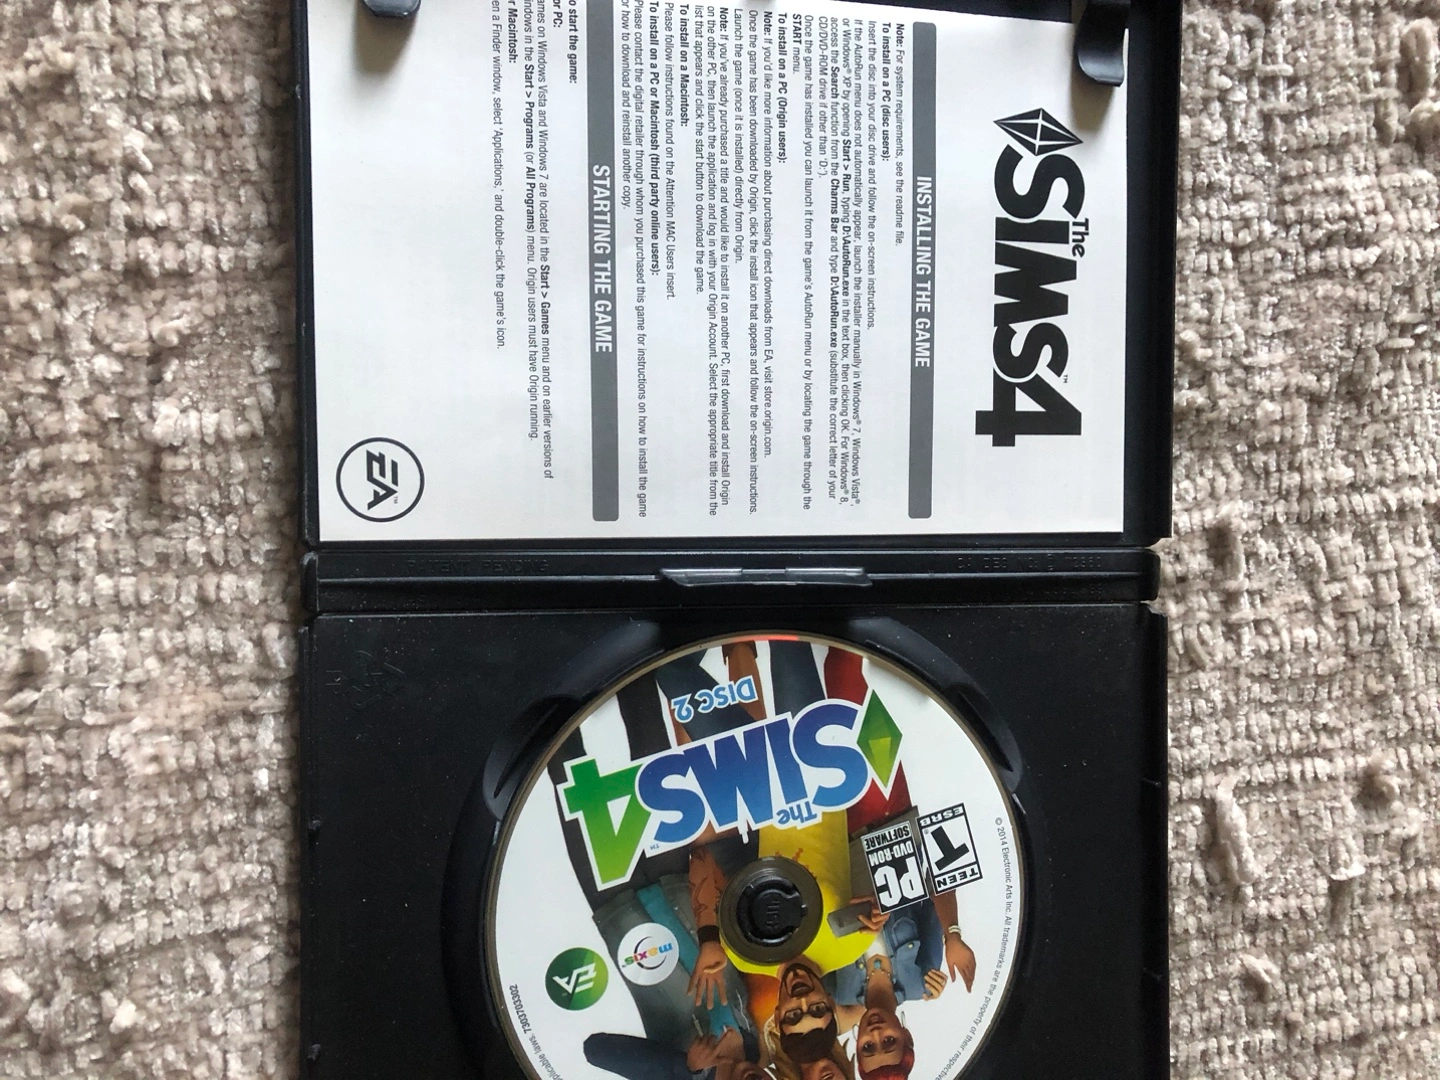 The
SIMS 4™
INSTALLING THE GAME
Note: For system requirements, see the readme file.
To install on a PC (disc users):
Insert the disc into your disc drive and follow the on-screen instructions.
If the AutoRun menu does not automatically appear, launch the installer manually in Windows® 7, Windows Vista®,
or Windows® XP by opening Start > Run, typing D:\AutoRun.exe in the text box, then clicking OK. For Windows® 8,
access the Search function from the Charms Bar and type D:\AutoRun.exe (substitute the correct letter of your
CD/DVD-ROM drive if other than 'D:').
Once the game has installed you can launch it from the game's AutoRun menu or by locating the game through the
START menu.
To install on a PC (Origin users):
Note: If you'd like more information about purchasing direct downloads from EA, visit store.origin.com.
Once the game has been downloaded by Origin, click the install icon that appears and follow the on-screen instructions.
Launch the game (once it is installed) directly from Origin.
Note: If you've already purchased a title and would like to install it on another PC, first download and install Origin
on the other PC, then launch the application and log in with your Origin Account. Select the appropriate title from the
list that appears and click the start button to download the game.
To install on a Macintosh:
Please follow instructions found on the Attention MAC Users insert.
To install on a PC or Macintosh (third party online users):
Please contact the digital retailer through whom you purchased this game for instructions on how to install the game
or how to download and reinstall another copy.
STARTING THE GAME
o start the game:
or PC:
ames on Windows Vista and Windows 7 are located in the Start > Games menu and on earlier versions of
indows in the Start > Programs (or All Programs) menu. Origin users must have Origin running.
r Macintosh:
en a Finder window, select 'Applications,' and double-click the game's icon.
EA™
PATENT PENDING
DISC 2
The
SIMS 4™
PC
DVD-ROM
SOFTWARE
TEEN
T
ESRB
maxis™
EA
© 2014 Electronic Arts Inc. All trademarks are the property of their respective
applicable laws. 7303703302